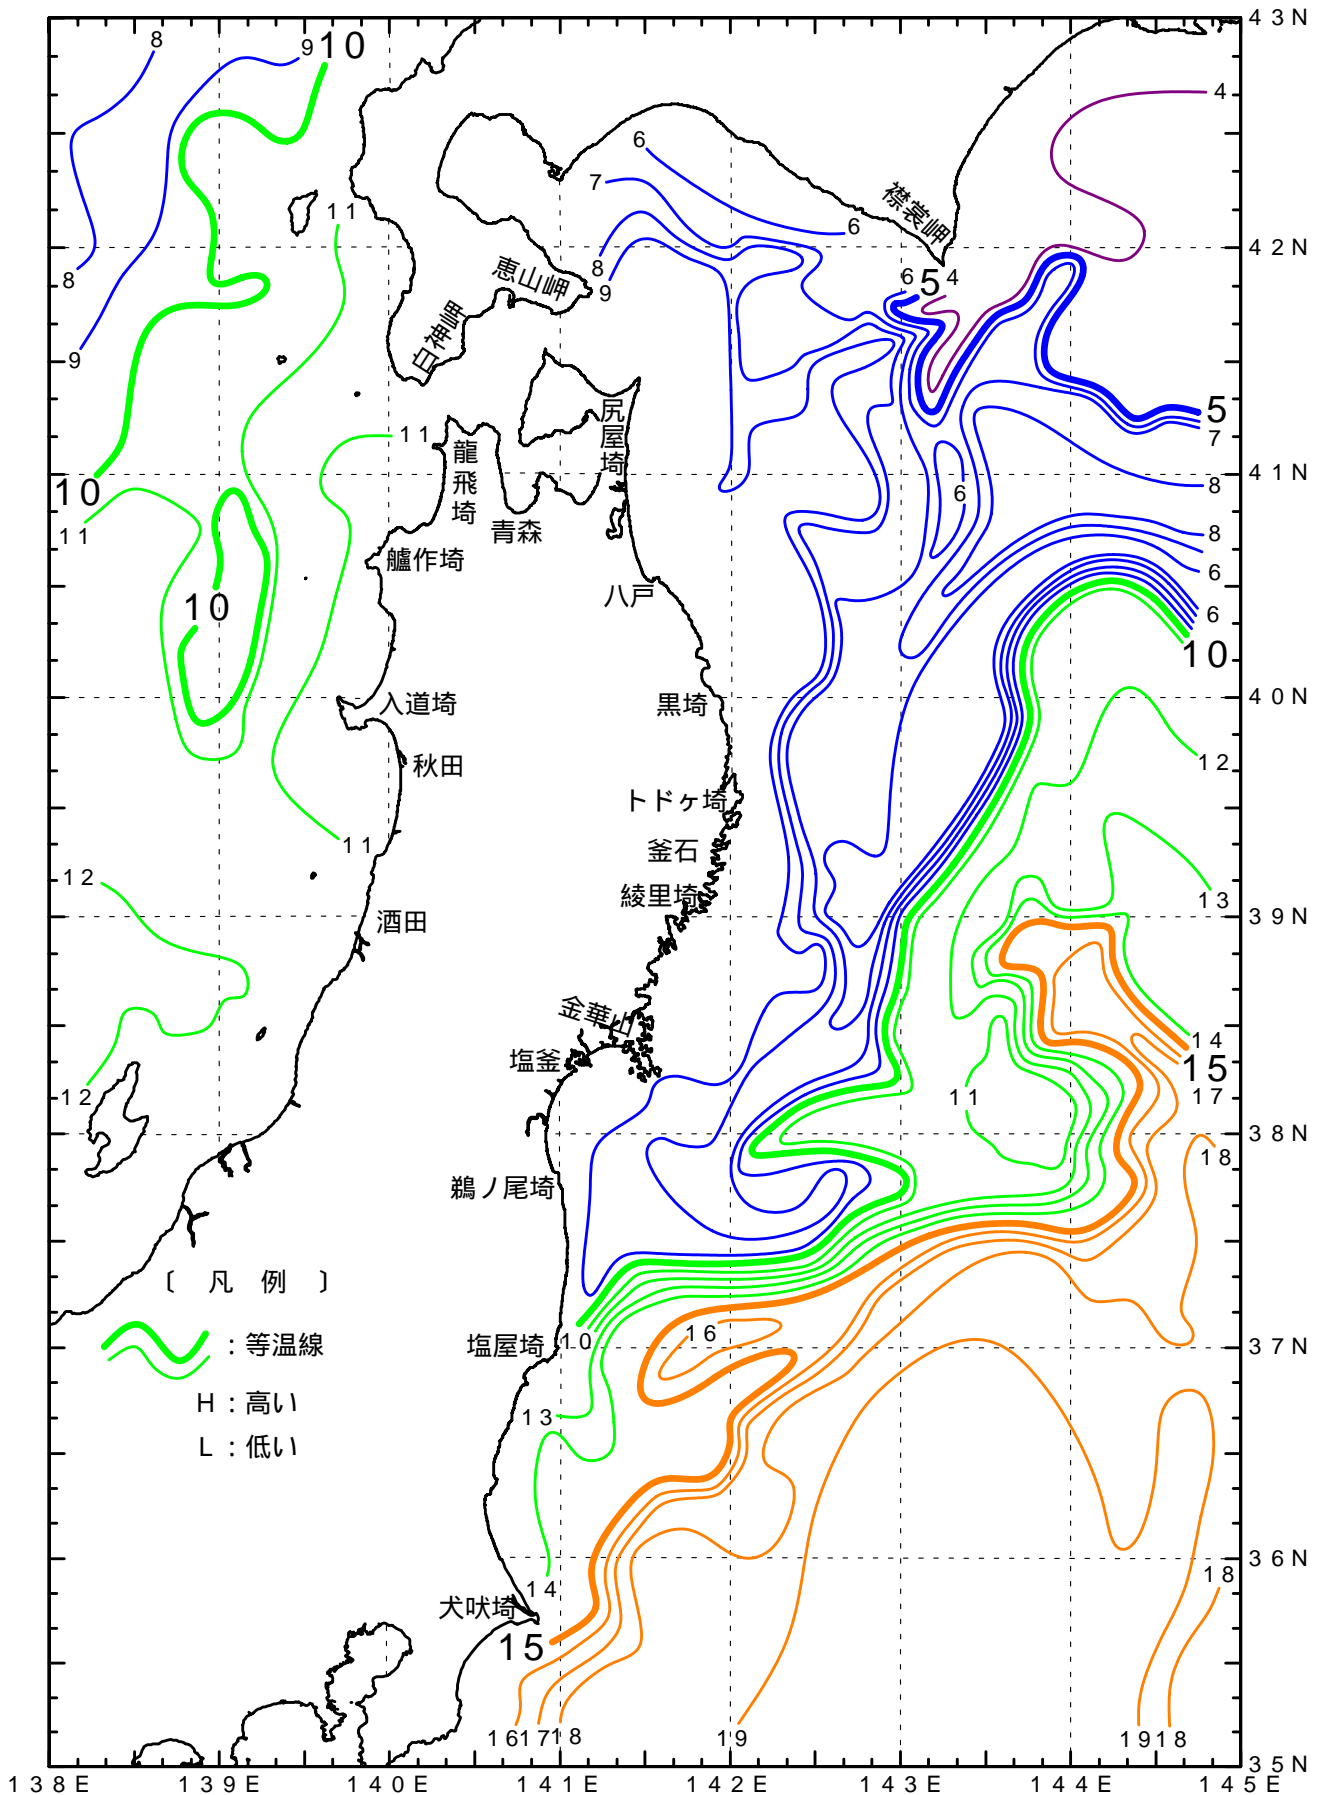 43N
8
9
10
4
6
7
襟裳岬
11
6
42N
恵山岬
8
8
9
6
5
4
白神岬
9
5
尻屋埼
11
龍飛埼
7
41N
10
6
8
11
青森
8
艫作埼
6
八戸
10
6
10
入道埼
黒埼
40N
秋田
12
トドヶ埼
11
釜石
12
綾里埼
13
酒田
39N
金華山
14
塩釜
15
12
11
17
38N
18
鵜ノ尾埼
〔 凡 例 〕
16
:等温線
塩屋埼
10
37N
H:高い
13
L:低い
36N
14
18
犬吠埼
15
16
17
18
19
19
18
35N
138E
139E
140E
141E
142E
143E
144E
145E